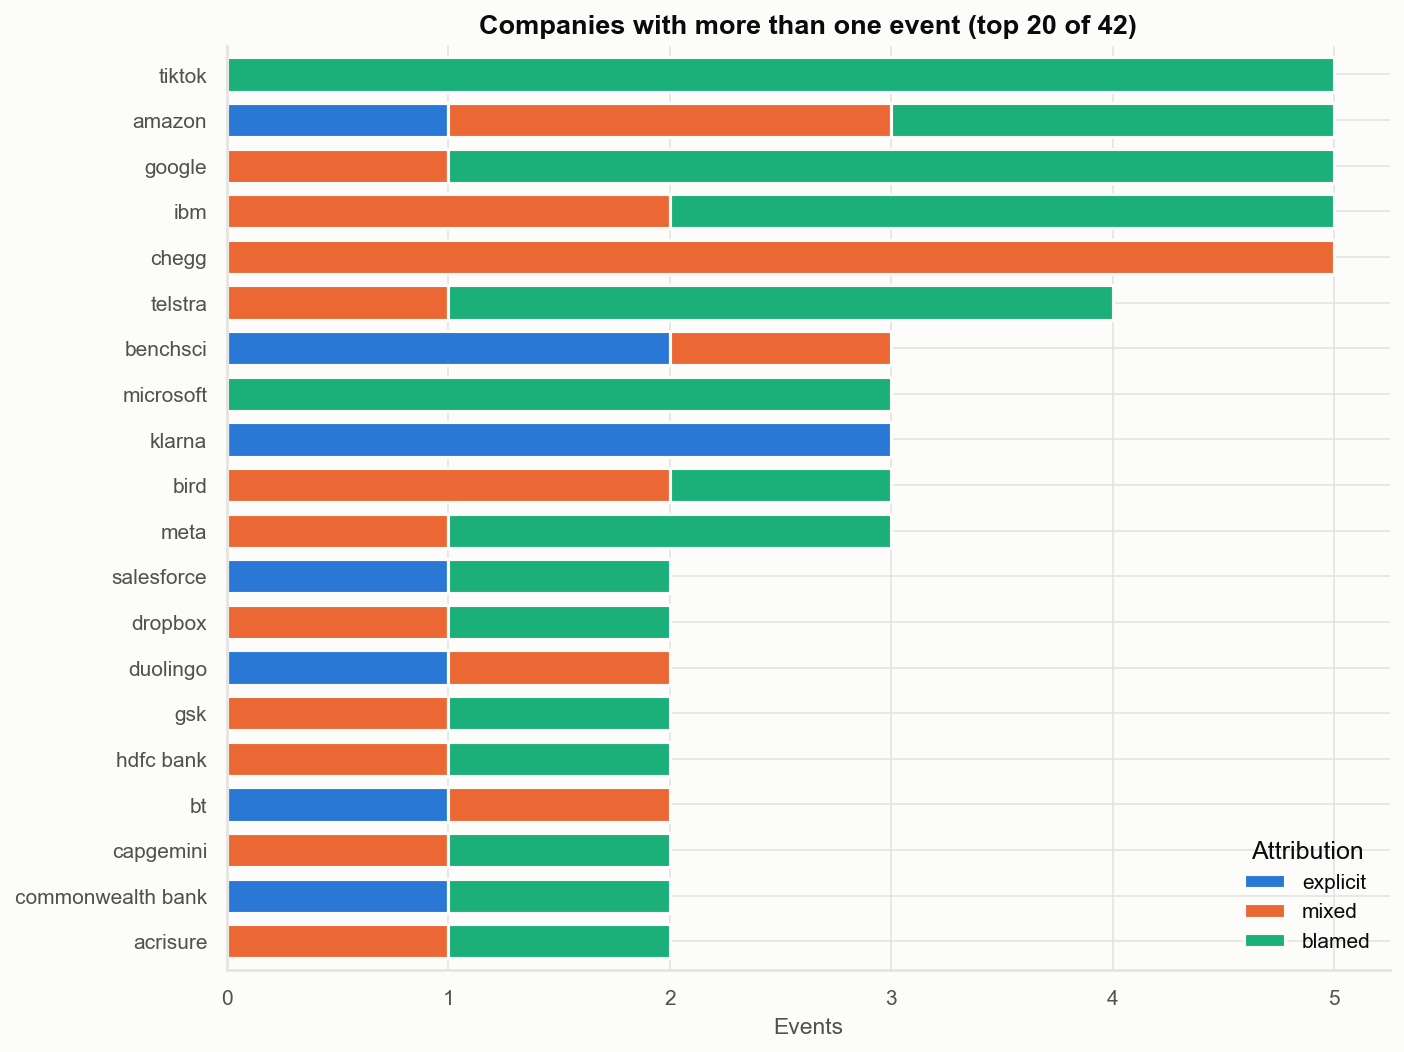 Companies with more than one event (top 20 of 42)
tiktok
amazon
google
ibm
chegg
telstra
benchsci
microsoft
klarna
bird
meta
salesforce
dropbox
duolingo
gsk
hdfc bank
bt
capgemini
commonwealth bank
acrisure
Attribution
explicit
mixed
blamed
0 1 2 3 4 5
Events